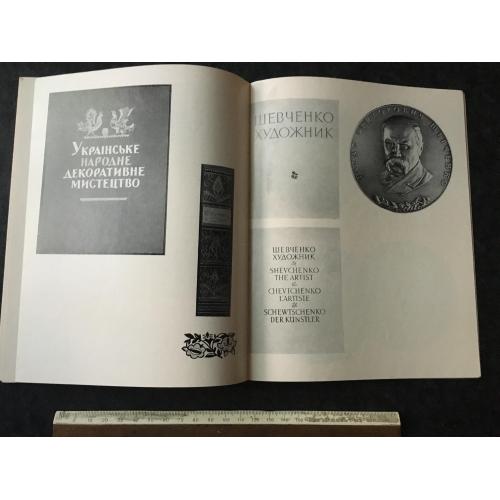 УКРАЇНСЬКЕ
НАРОДНЕ
ДЕКОРАТИВНЕ
МИСТЕЦТВО
ШЕВЧЕНКО
ХУДОЖНИК
ШЕВЧЕНКО
ХУДОЖНИК
SHEVCHENKO
THE ARTIST
CHEVTCHENKO
L'ARTISTE
SCHEWTSCHENKO
DER KÜNSTLER